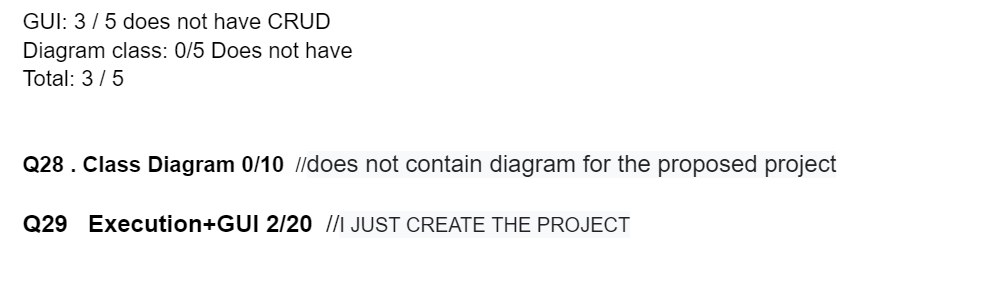 GUI: 3 / 5 does not have CRUD
Diagram class: 0/5 Does not have
Total: 3 / 5
Q28 . Class Diagram 0/10 //does not contain diagram for the proposed project
Q29 Execution+GUI 2/20 //I JUST CREATE THE PROJECT